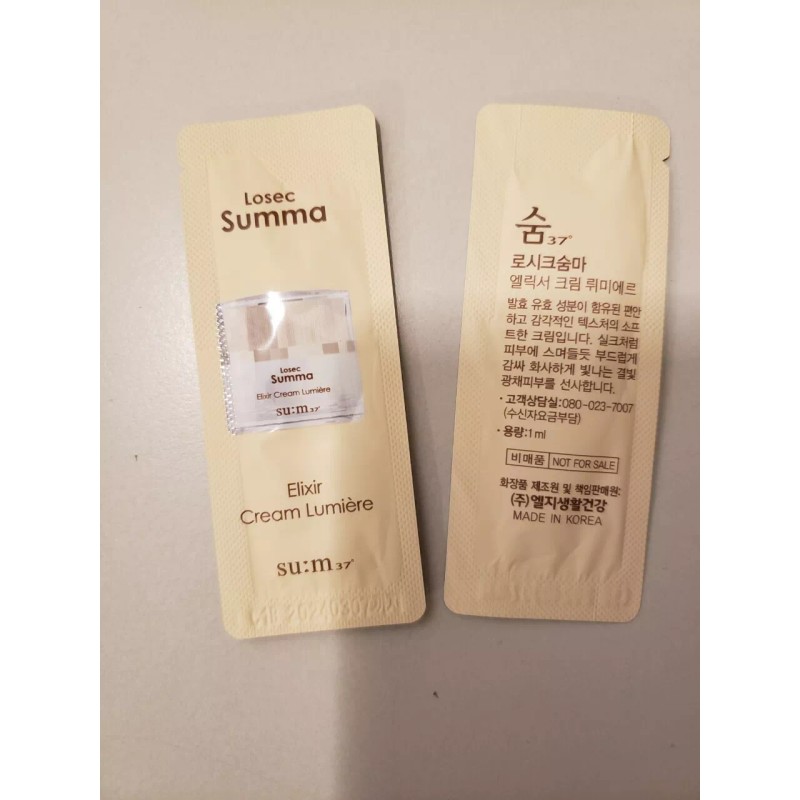 Losec
Summa
Losec
Summa
Elixir Cream Lumière
su:m37°
Elixir
Cream Lumière
su:m37°
숨37°
로시크숨마
엘릭서 크림 뤼미에르
발효 유효 성분이 함유된 편안
하고 감각적인 텍스처의 소프
트한 크림입니다. 실크처럼
피부에 스며들듯 부드럽게
감싸 화사하게 빛나는 결빛
광채피부를 선사합니다.
·고객상담실:080-023-7007
(수신자요금부담)
·용량:1ml
비매품 NOT FOR SALE
화장품 제조원 및 책임판매원:
(주)엘지생활건강
MADE IN KOREA